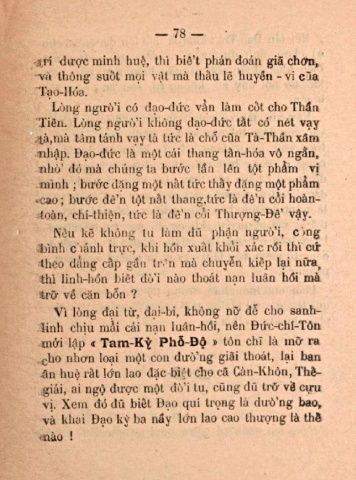 — 78 —
trí được minh huệ, thì biết phán đoán giã chơn,
và thông suốt mọi vật mà thâu lẽ huyền-vi của
Tạo-Hóa.
Lòng người có đạo-đức vẫn làm cốt cho Thần
Tiên. Lòng người không đạo-đức tất có nét vạy
tà, mà tâm tánh vạy tà tức là chỗ của Tà-Thần xâm
nhập. Đạo-đức là một cái thang tấn-hóa vô ngằn,
nhờ đó mà chúng ta bước lần lên tột phẩm vị
mình ; bước đặng một nất tức thầy đặng một phẩm
cao ; bước đến tột nất thang, tức là đến cỏi hoàn-
toàn, chí-thiện, tức là đến cỏi Thượng-Đế vậy.
Nếu kẽ không tu làm đũ phận người, công
bình chánh trực, khi hồn xuất khỏi xác rồi thì cứ
theo đẳng cấp gần trên mà chuyển kiếp lại nữa,
thì linh-hồn biết đời nào thoát nạn luân hồi mà
trở về căn bổn ?
Vì lòng đại từ, đại-bi, không nở để cho sanh-
linh chịu mãi cái nạn luân-hồi, nên Đức-chí-Tôn
mới lập « Tam-Kỳ Phổ-Độ » tôn chỉ là mở ra
cho nhơn loại một con đường giải thoát, lại ban
ân huệ rất lớn lao đặc biệt cho cã Càn-Khôn, Thế-
giái, ai ngộ được một đời tu, cũng đũ trở về cựu
vị. Xem đó đũ biết Đạo qui trọng là dường bao,
và khai Đạo kỳ ba nầy lớn lao cao thượng là thế
nào !